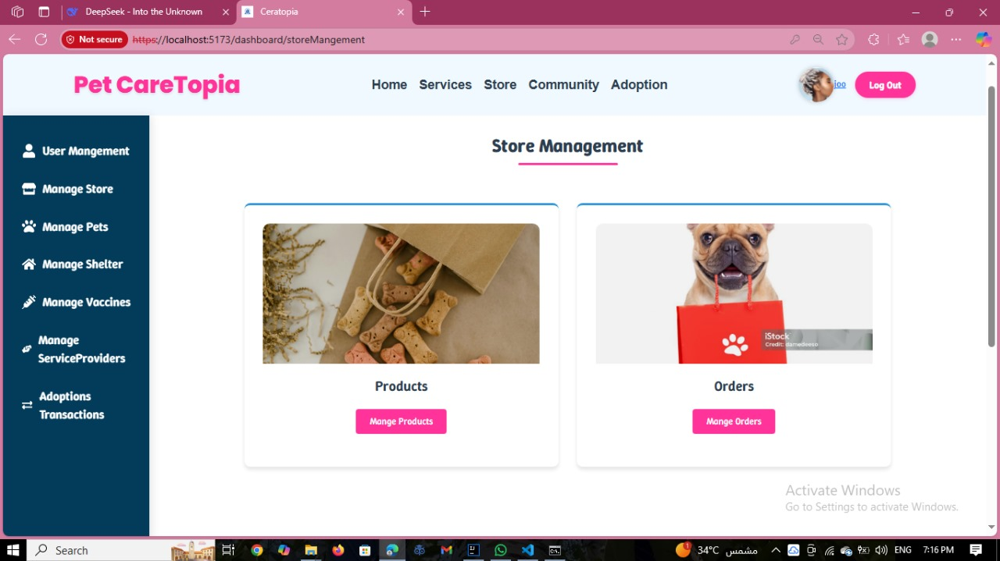 DeepSeek - Into the Unknown
Ceratopia
Not secure
https://localhost:5173/dashboard/storeMangement
Pet CareTopia
Home Services Store Community Adoption
joo
Log Out
User Mangement
Manage Store
Manage Pets
Manage Shelter
Manage Vaccines
Manage
ServiceProviders
Adoptions
Transactions
Store Management
iStock
Credit: damedeeso
Products
Orders
Mange Products
Mange Orders
Activate Windows
Go to Settings to activate Windows.
Search
1
34°C مشمس
ENG
7:16 PM